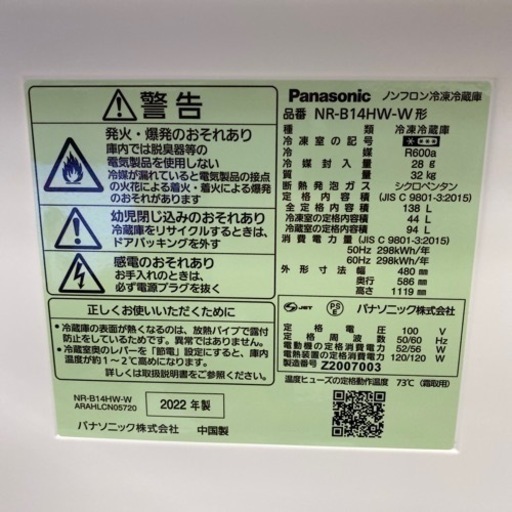 警告
発火・爆発のおそれあり
庫内では脱臭器等の
電気製品を使用しない
冷媒が漏れていると電気製品の接点
の火花による着火・着火による爆発
のおそれがあります
幼児閉じ込みのおそれあり
冷蔵庫をリサイクルするときは、
ドアパッキングを外す
感電のおそれあり
お手入れのときは、
必ず電源プラグを抜く
正しくお使いいただくために
•冷蔵庫の表面が熱くなるのは、放熱パイプで露付
防止をしているためです。異常ではありません。
•冷蔵室奥のレバーを「節電」設定にすると、庫内
温度が約1~2℃高めになります。
詳しくは取扱説明書をご覧ください。
NR-B14HW-W
ARAHLCN05720
2022年製
パナソニック株式会社 中国製
Panasonic ノンフロン冷凍冷蔵庫
品番 NR-B14HW-W形
種類 冷凍冷蔵庫
冷凍室の記号
冷媒 R600a
冷媒封入量 28g
質量 32kg
断熱発泡ガス シクロペンタン
定格内容積 (JIS C 9801-3:2015)
全定格内容積 138 L
冷凍室の定格内容積 44 L
冷蔵室の定格内容積 94 L
消費電力量 (JIS C 9801-3:2015)
50Hz 298kWh/年
60Hz 298kWh/年
外形寸法 幅 480 mm
奥行 586 mm
高さ 1119 mm
JET PS E パナソニック株式会社
定格電圧 100 V
定格周波数 50/60 Hz
電動機の定格消費電力 52/56 W
電熱装置の定格消費電力 120/120 W
製造番号 Z2007003
温度ヒューズの定格動作温度 73℃ (霜取用)